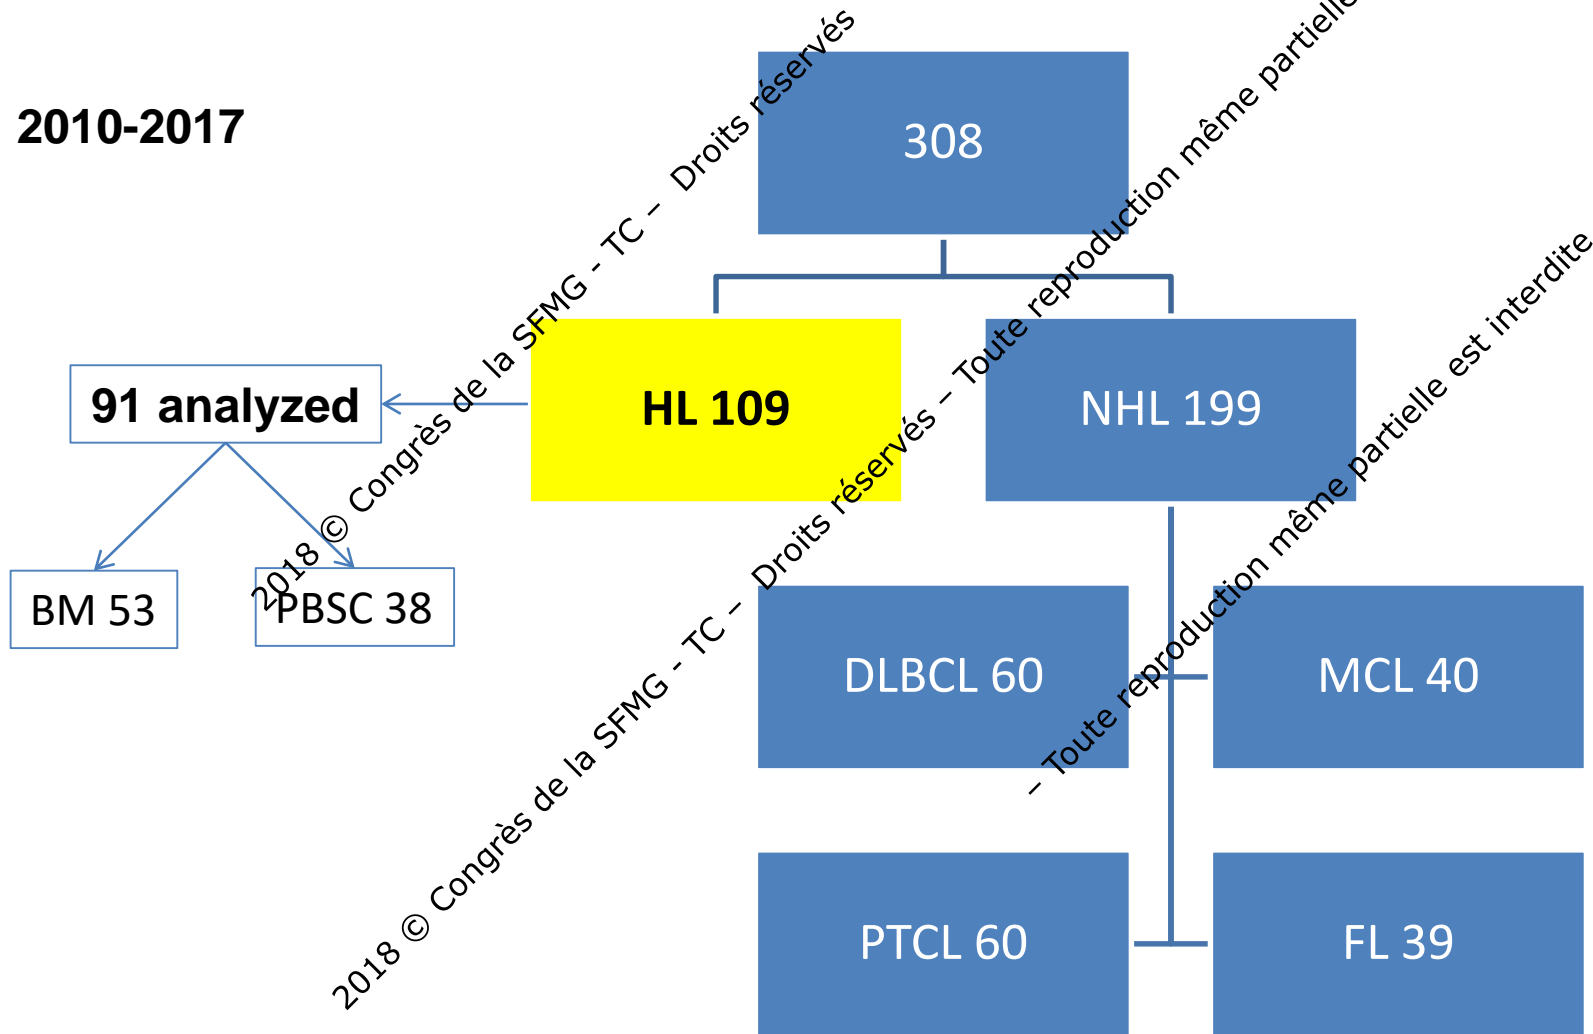 2010-2017
308
HL 109
NHL 199
91 analyzed
BM 53
PBSC 38
DLBCL 60
MCL 40
PTCL 60
FL 39
2018 © Congrès de la SFMG - TC – Droits réservés
2018 © Congrès de la SFMG - TC – Droits réservés – Toute reproduction même partielle
– Toute reproduction même partielle est interdite